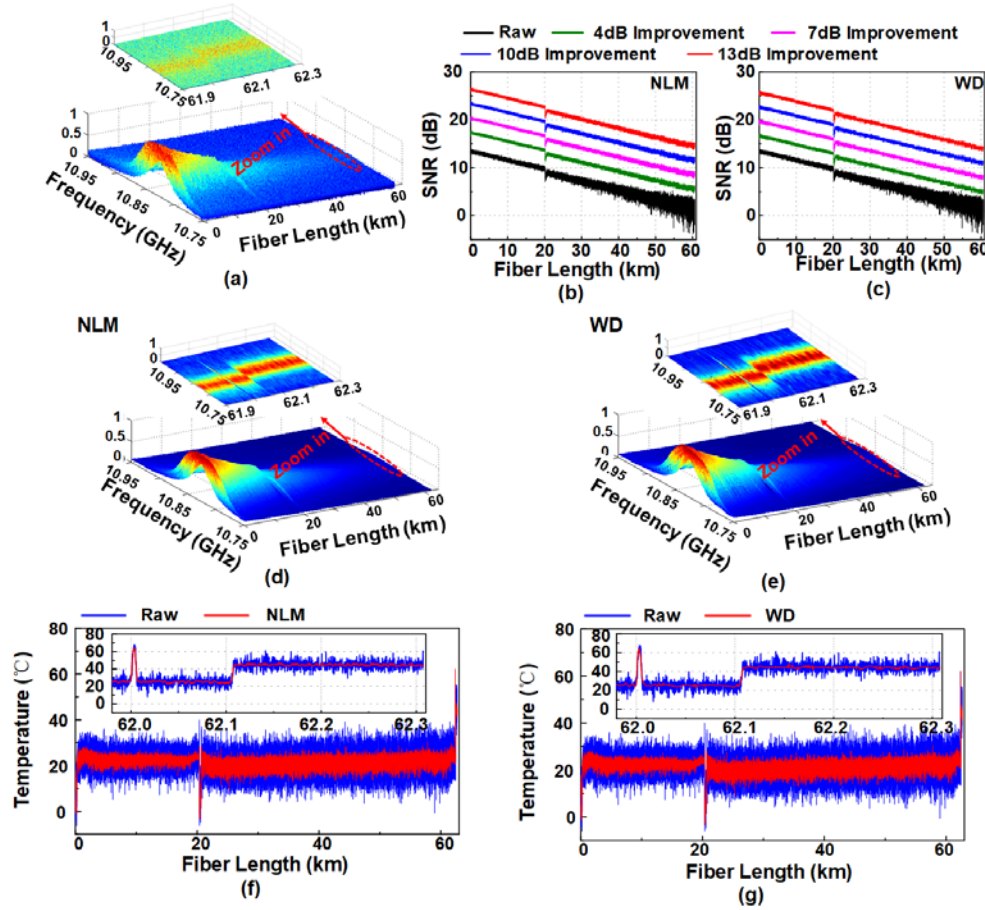 1
0
10.95
10.75
61.9
62.1
62.3
1
0.5
0
10.95
10.85
10.75
Frequency (GHz)
Zoom in
0
20
40
60
Fiber Length (km)
(a)
Raw 4dB Improvement 7dB Improvement
10dB Improvement 13dB Improvement
30
20
10
0
SNR (dB)
NLM
0 10 20 30 40 50 60
Fiber Length (km)
(b)
30
20
10
0
SNR (dB)
WD
0 10 20 30 40 50 60
Fiber Length (km)
(c)
NLM
1
0
10.95
10.75
61.9
62.1
62.3
1
0.5
0
10.95
10.85
10.75
Frequency (GHz)
Zoom in
0
20
40
60
Fiber Length (km)
(d)
WD
1
0
10.95
10.75
61.9
62.1
62.3
1
0.5
0
10.95
10.85
10.75
Frequency (GHz)
Zoom in
0
20
40
60
Fiber Length (km)
(e)
Raw NLM
80
60
40
20
0
Temperature (℃)
80
60
40
20
0
62.0 62.1 62.2 62.3
0 20 40 60
Fiber Length (km)
(f)
Raw WD
80
60
40
20
0
Temperature (℃)
80
60
40
20
0
62.0 62.1 62.2 62.3
0 20 40 60
Fiber Length (km)
(g)